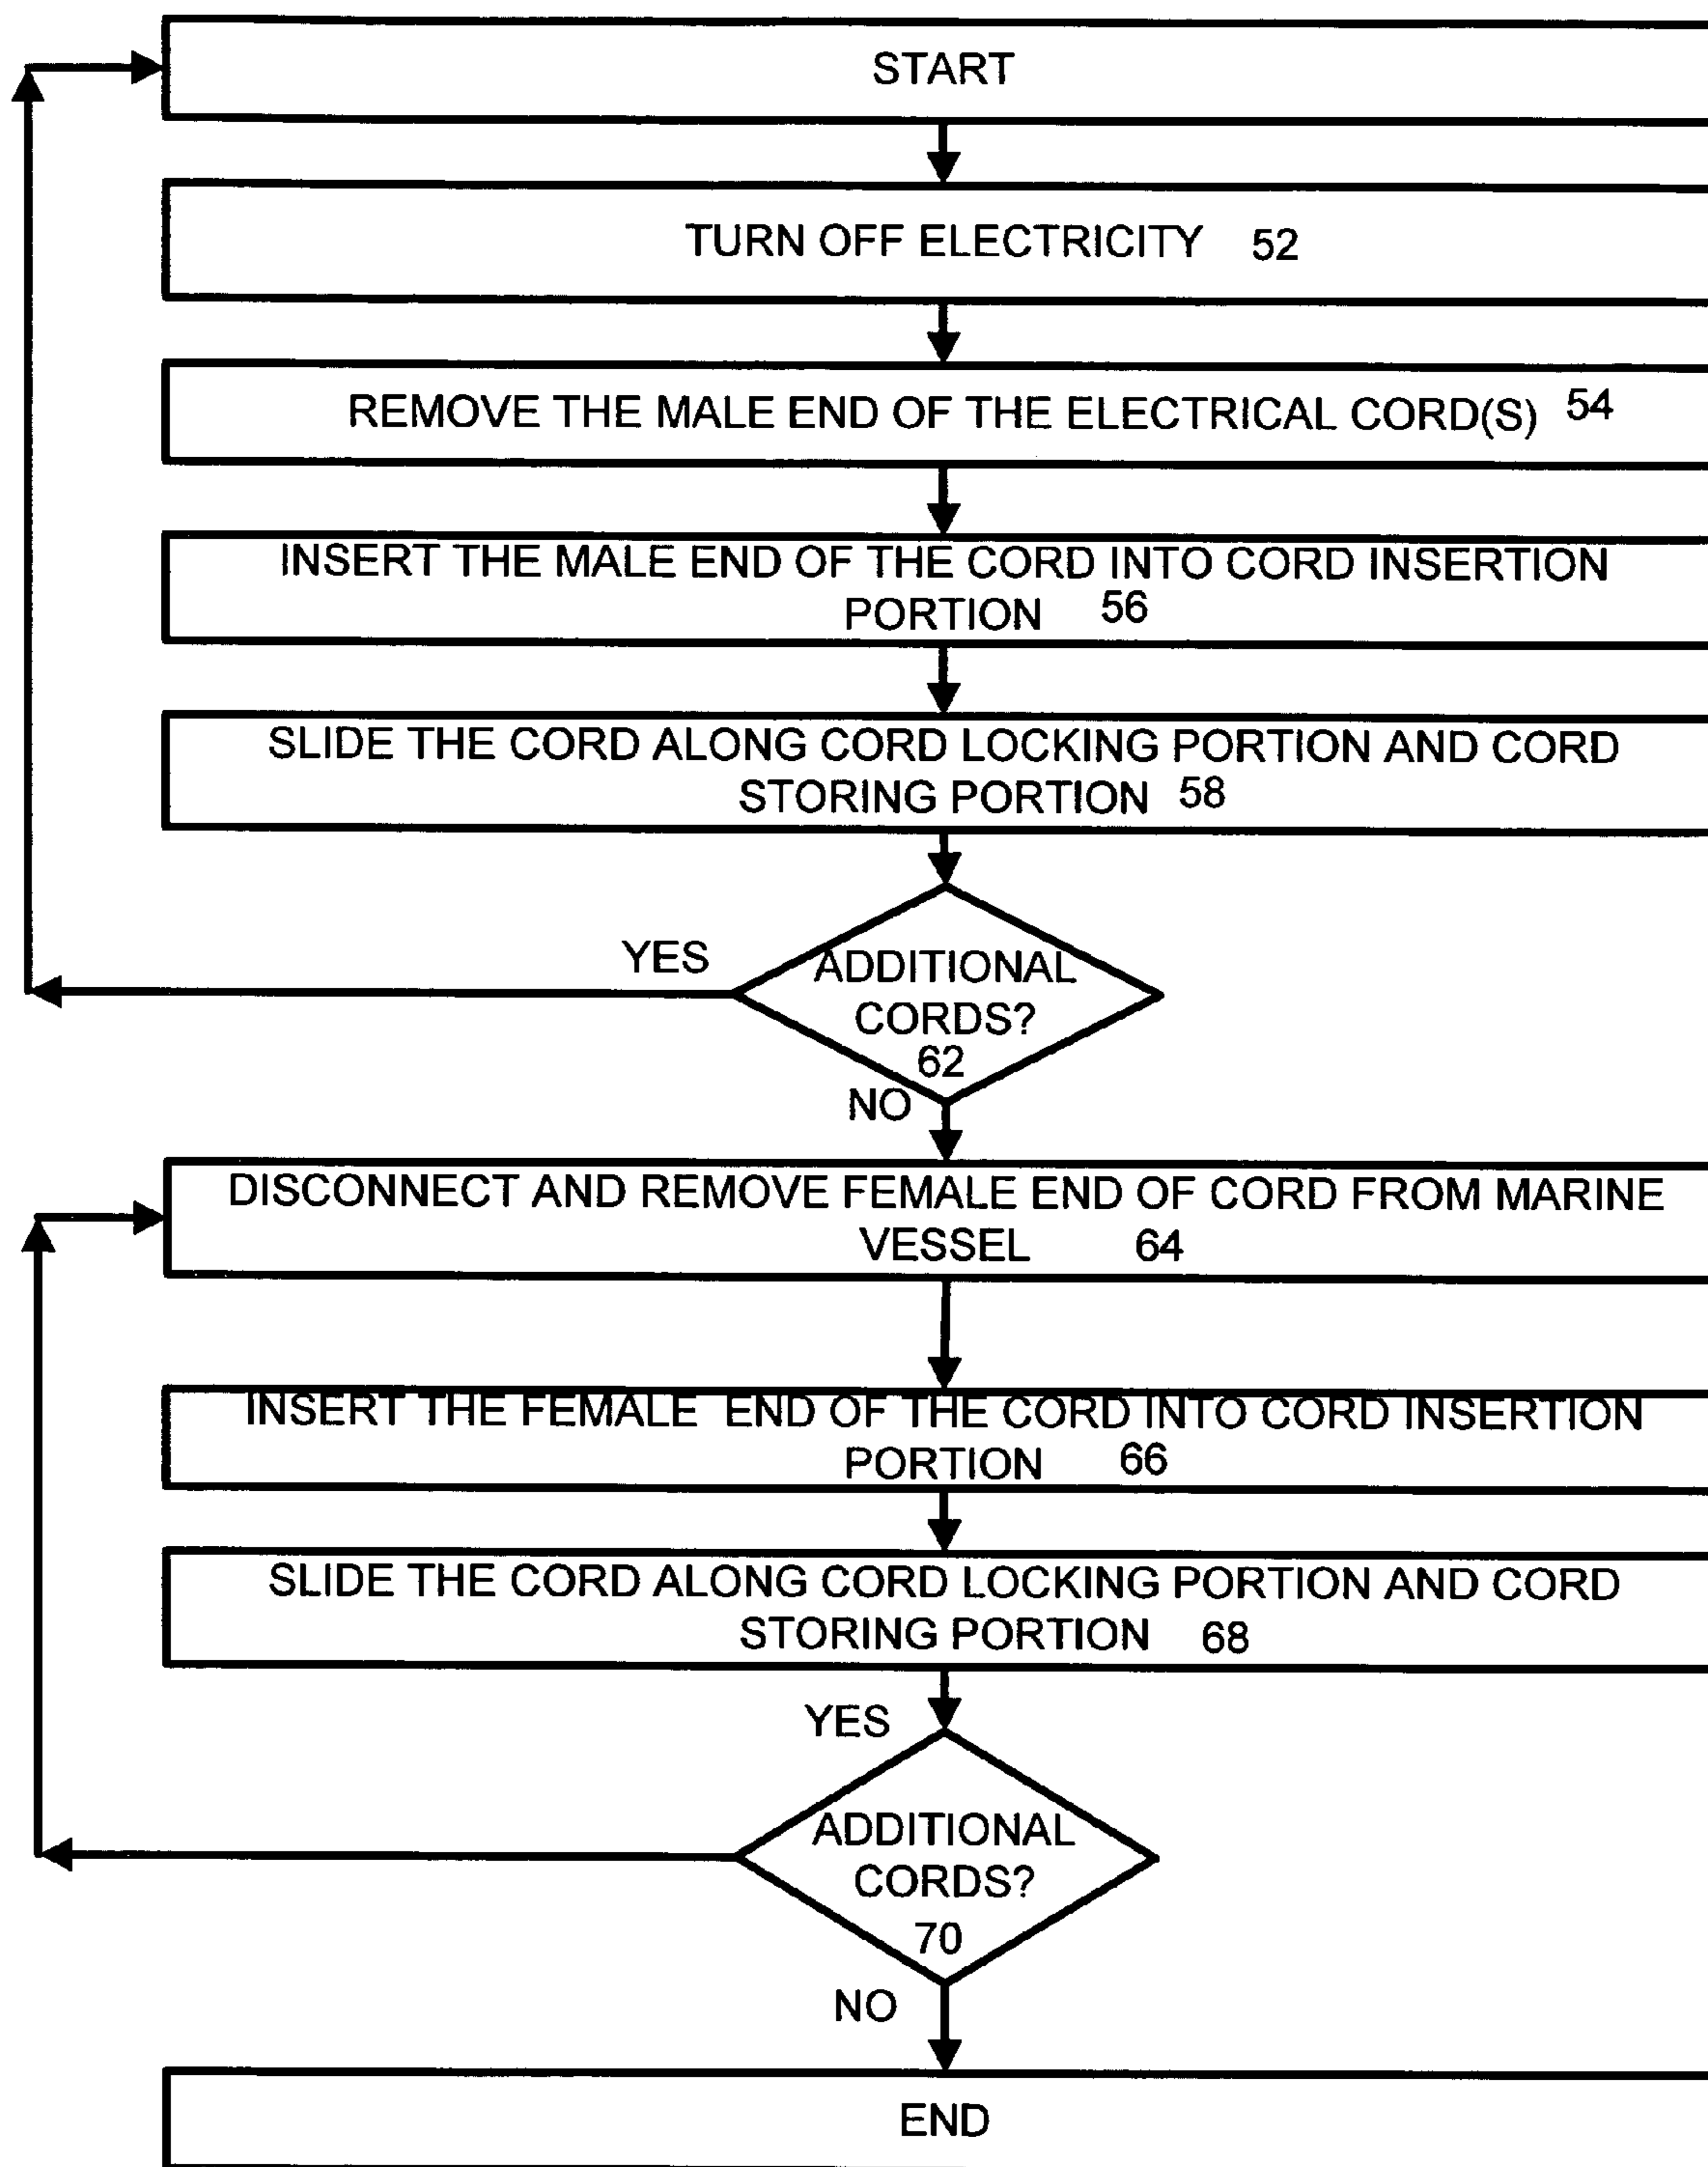 START
TURN OFF ELECTRICITY 52
REMOVE THE MALE END OF THE ELECTRICAL CORD(S) 54
INSERT THE MALE END OF THE CORD INTO CORD INSERTION
PORTION 56
SLIDE THE CORD ALONG CORD LOCKING PORTION AND CORD
STORING PORTION 58
YES
ADDITIONAL
CORDS?
62
NO
DISCONNECT AND REMOVE FEMALE END OF CORD FROM MARINE
VESSEL 64
INSERT THE FEMALE END OF THE CORD INTO CORD INSERTION
PORTION 66
SLIDE THE CORD ALONG CORD LOCKING PORTION AND CORD
STORING PORTION 68
YES
ADDITIONAL
CORDS?
70
NO
END